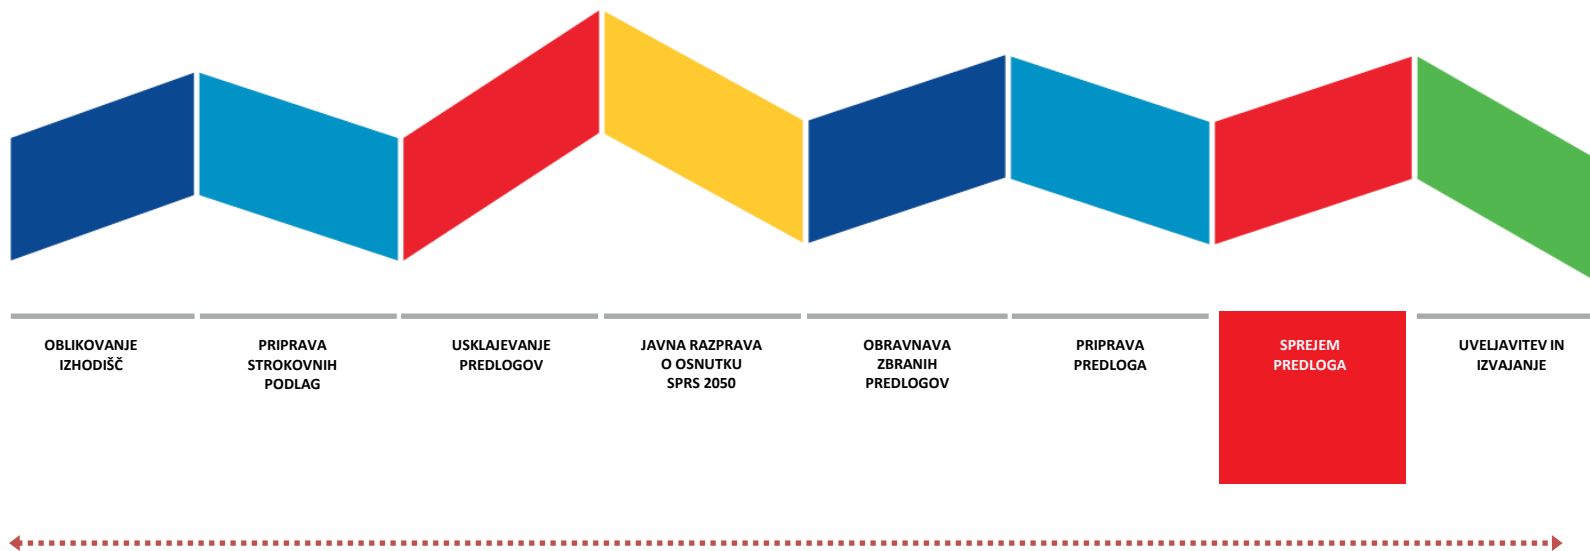 OBLIKOVANJE
IZHODIŠČ
PRIPRAVA
STROKOVNIH
PODLAG
USKLAJEVANJE
PREDLOGOV
JAVNA RAZPRAVA
O OSNUTKU
SPRS 2050
OBRAVNAVA
ZBRANIH
PREDLOGOV
PRIPRAVA
PREDLOGA
SPREJEM
PREDLOGA
UVELJAVITEV IN
IZVAJANJE